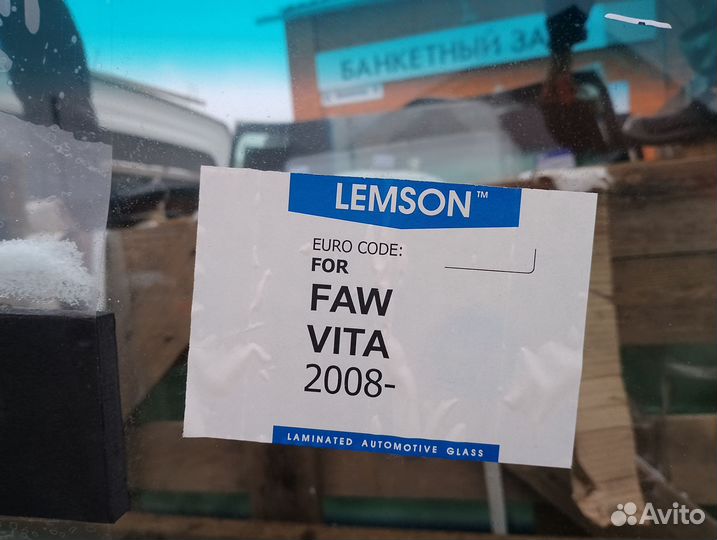 БАНКЕТНЫЙ ЗА
LEMSON™
EURO CODE:
FOR
FAW
VITA
2008-
LAMINATED AUTOMOTIVE GLASS
Avito